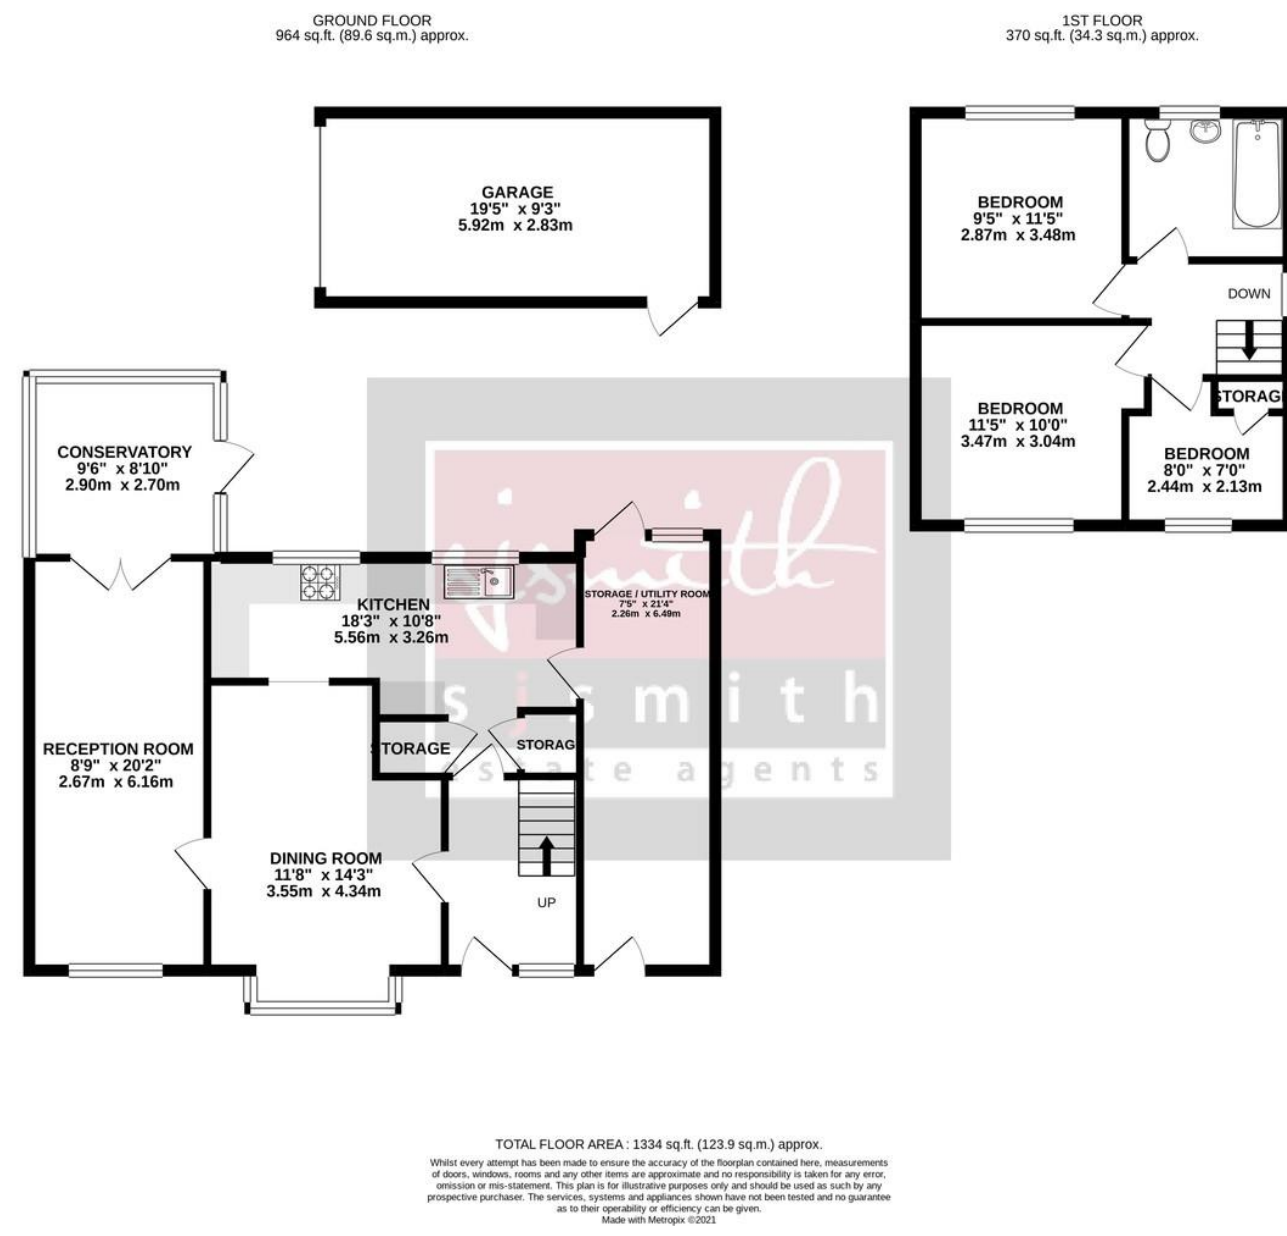 GROUND FLOOR
964 sq.ft. (89.6 sq.m.) approx.
1ST FLOOR
370 sq.ft. (34.3 sq.m.) approx.
GARAGE
19'5" x 9'3"
5.92m x 2.83m
BEDROOM
9'5" x 11'5"
2.87m x 3.48m
DOWN
BEDROOM
11'5" x 10'0"
3.47m x 3.04m
STORAG
BEDROOM
8'0" x 7'0"
2.44m x 2.13m
CONSERVATORY
9'6" x 8'10"
2.90m x 2.70m
KITCHEN
18'3" x 10'8"
5.56m x 3.26m
STORAGE / UTILITY ROOM
7'5" x 21'4"
2.26m x 6.49m
sjsmith
sjsmith
estate agents
RECEPTION ROOM
8'9" x 20'2"
2.67m x 6.16m
STORAGE
STORAG
DINING ROOM
11'8" x 14'3"
3.55m x 4.34m
UP
TOTAL FLOOR AREA : 1334 sq.ft. (123.9 sq.m.) approx.
Whilst every attempt has been made to ensure the accuracy of the floorplan contained here, measurements
of doors, windows, rooms and any other items are approximate and no responsibility is taken for any error,
omission or mis-statement. This plan is for illustrative purposes only and should be used as such by any
prospective purchaser. The services, systems and appliances shown have not been tested and no guarantee
as to their operability or efficiency can be given.
Made with Metropix ©2021